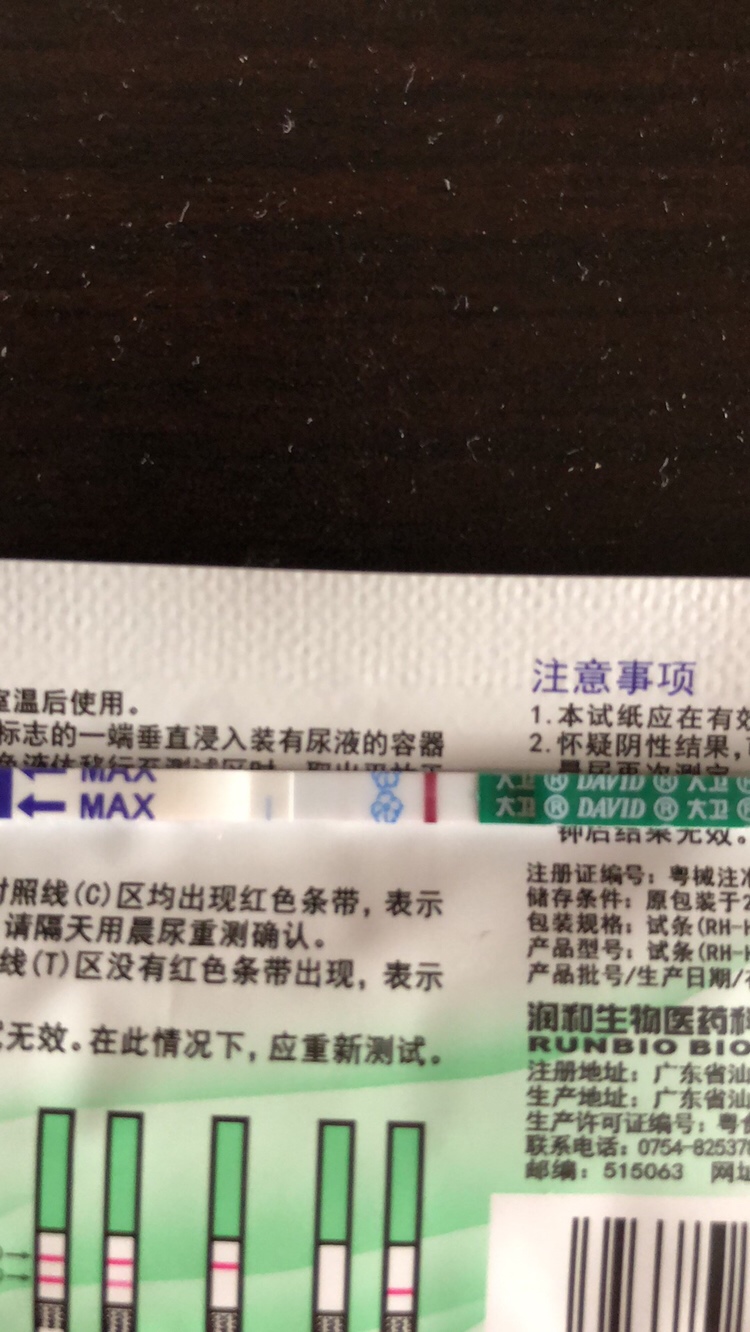 注意事项
室温后使用。
标志的一端垂直浸入装有尿液的容器
1.本试纸应在有效
2.怀疑阴性结果,
MAX
MAX
大卫 ® DAVID ® 大卫 ®
大卫 ® DAVID ® 大卫 ®
钟后结果无效。
对照线(C)区均出现红色条带,表示
请隔天用晨尿重测确认。
线(T)区没有红色条带出现,表示
无效。在此情况下,应重新测试。
注册证编号:粤械注准
储存条件:原包装于2
包装规格:试条(RH-H
产品型号:试条(RH-H
产品批号/生产日期/
润和生物医药科
RUNBIO BIO
注册地址:广东省汕
生产地址:广东省汕
生产许可证编号:粤食
联系电话:0754-825378
邮编:515063 网址